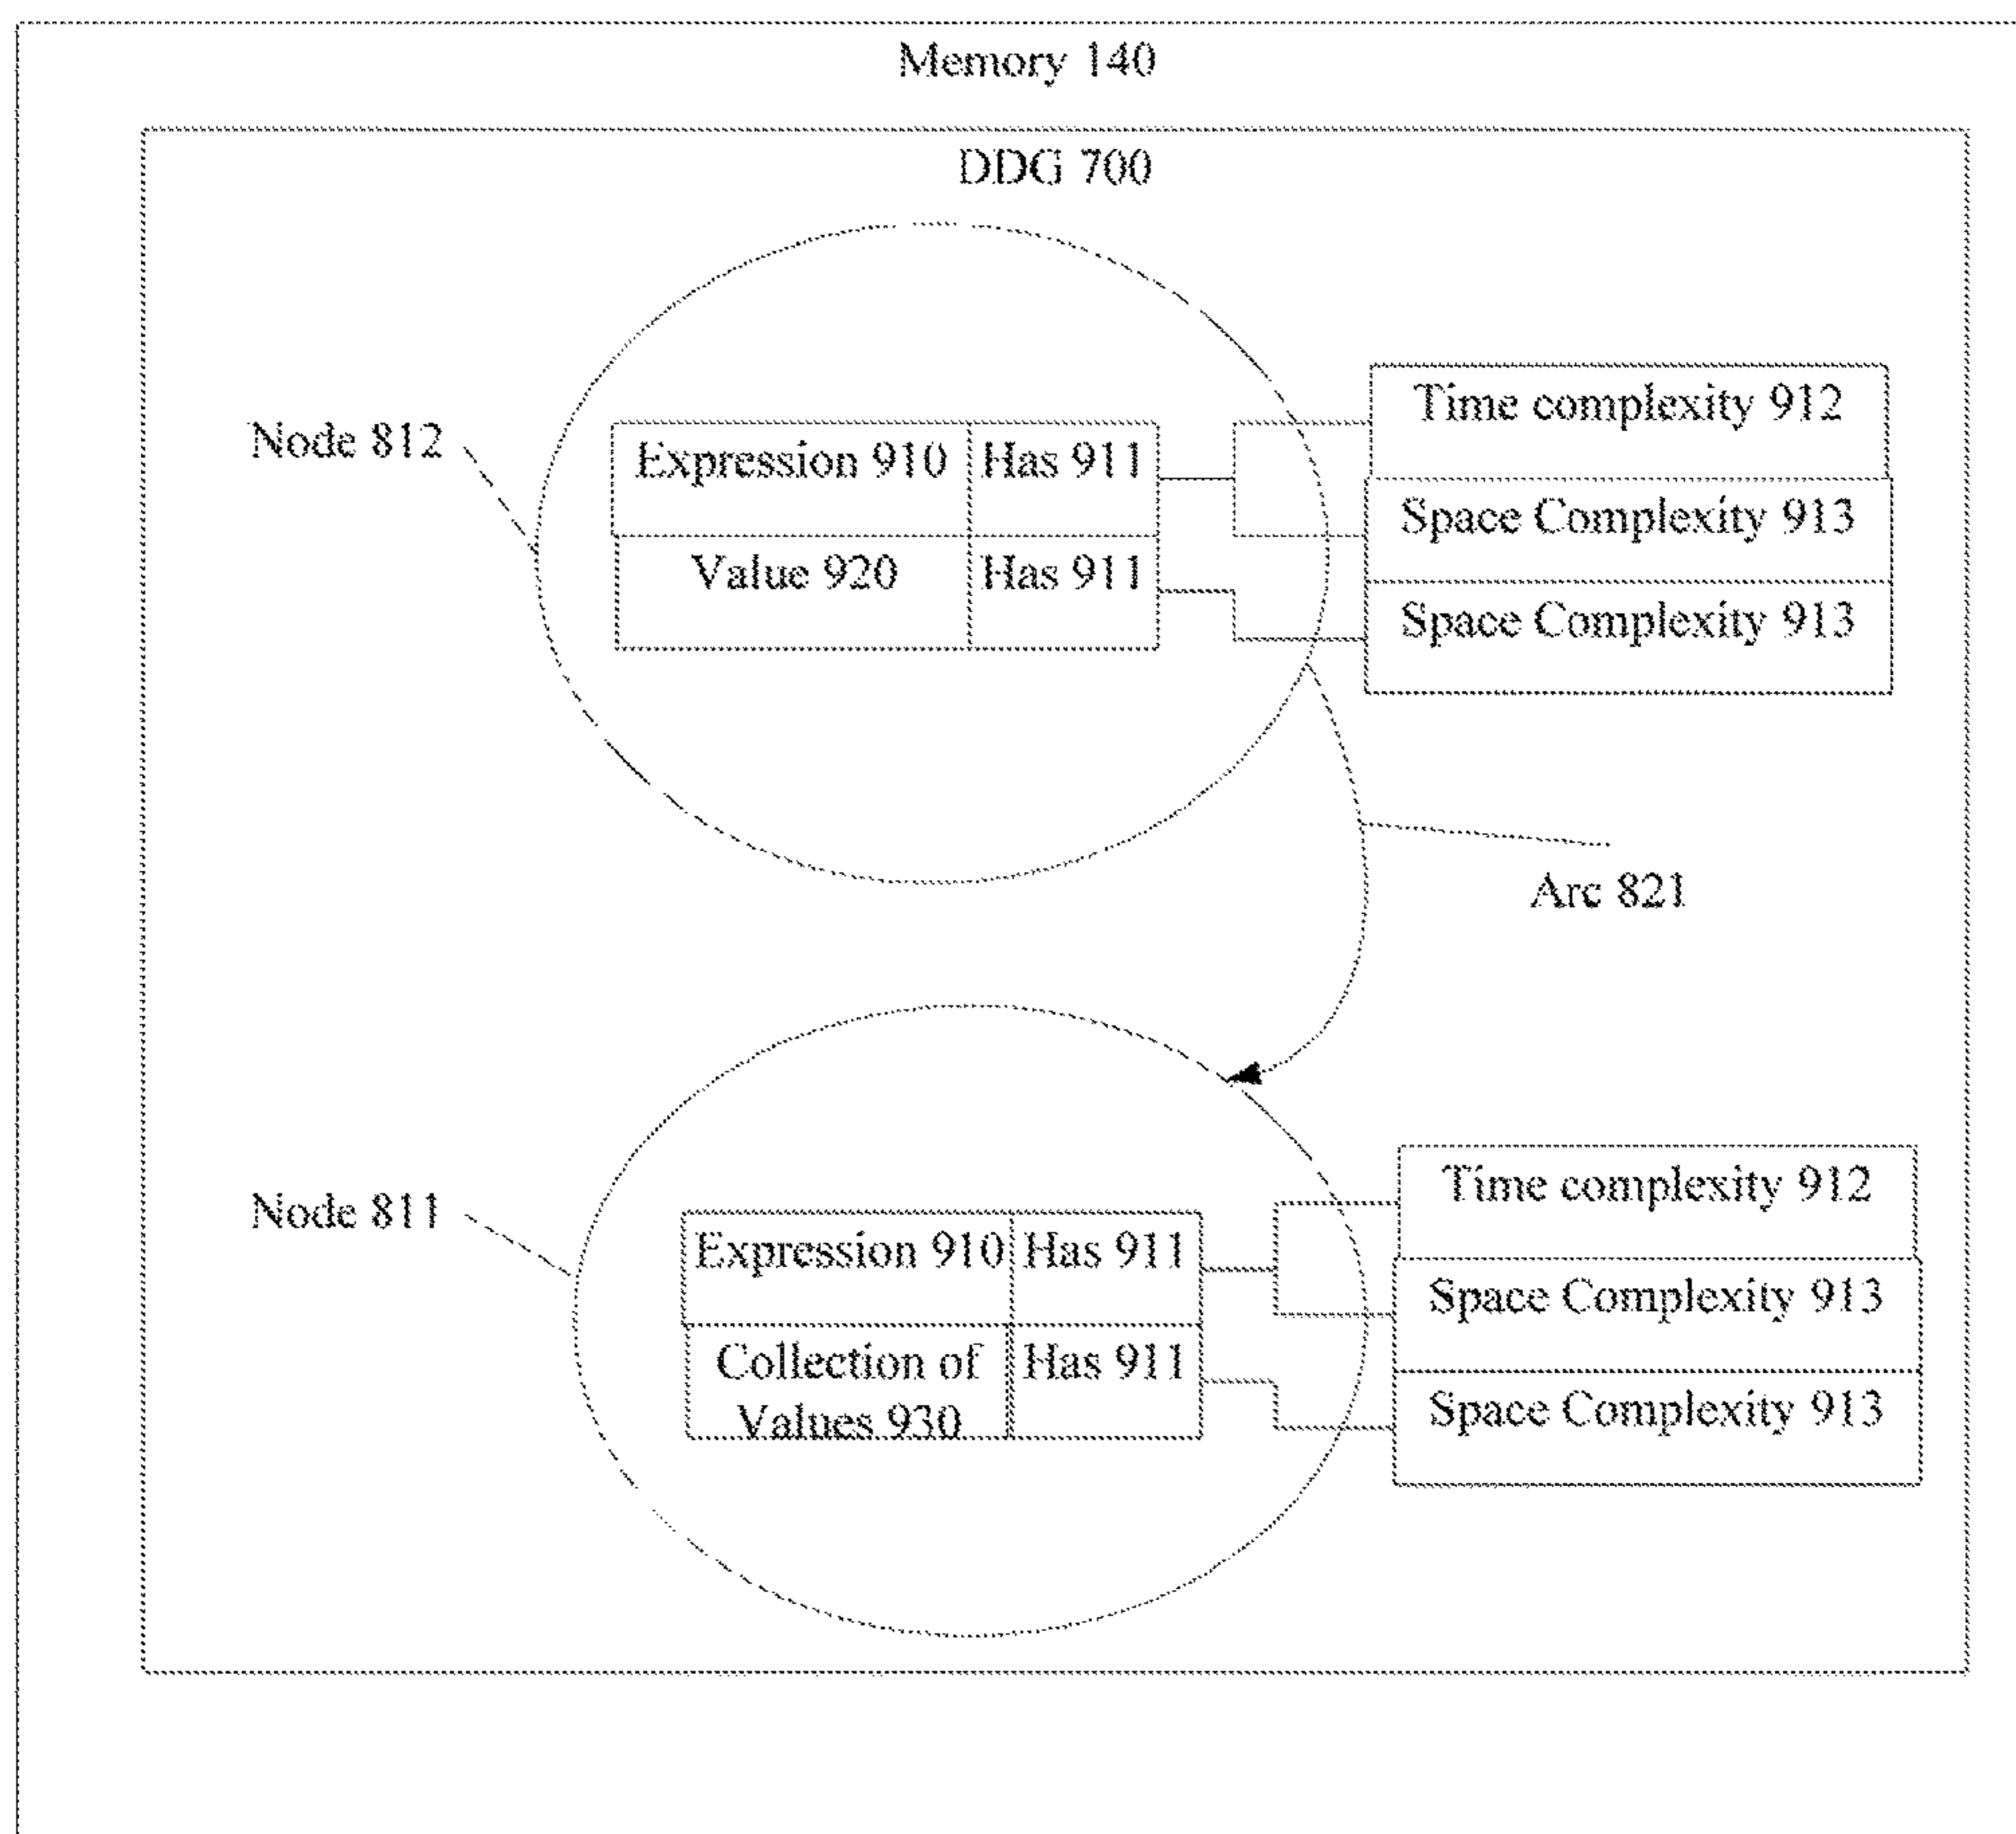 Memory 140
DDG 700
Node 812
Expression 910 Has 911
Value 920 Has 911
Time complexity 912
Space Complexity 913
Space Complexity 913
Arc 821
Node 811
Expression 910 Has 911
Collection of Has 911
Values 930
Time complexity 912
Space Complexity 913
Space Complexity 913